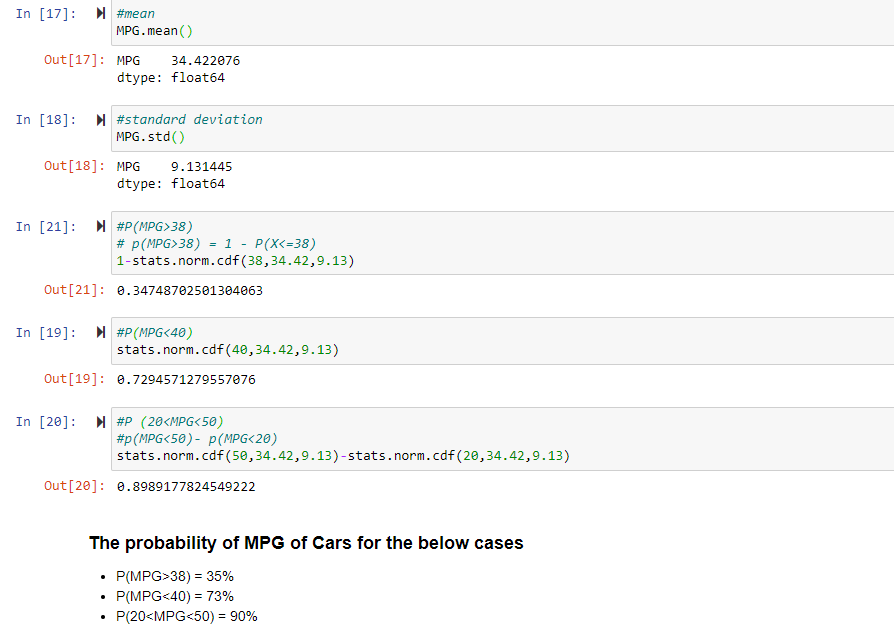 In [17]: #mean
MPG.mean()
Out[17]: MPG    34.422076
dtype: float64
In [18]: #standard deviation
MPG.std()
Out[18]: MPG    9.131445
dtype: float64
In [21]: #P(MPG>38)
# p(MPG>38) = 1 - P(X<=38)
1-stats.norm.cdf(38,34.42,9.13)
Out[21]: 0.34748702501304063
In [19]: #P(MPG<40)
stats.norm.cdf(40,34.42,9.13)
Out[19]: 0.7294571279557076
In [20]: #P (20<MPG<50)
#p(MPG<50)- p(MPG<20)
stats.norm.cdf(50,34.42,9.13)-stats.norm.cdf(20,34.42,9.13)
Out[20]: 0.8989177824549222
The probability of MPG of Cars for the below cases
• P(MPG>38) = 35%
• P(MPG<40) = 73%
• P(20<MPG<50) = 90%